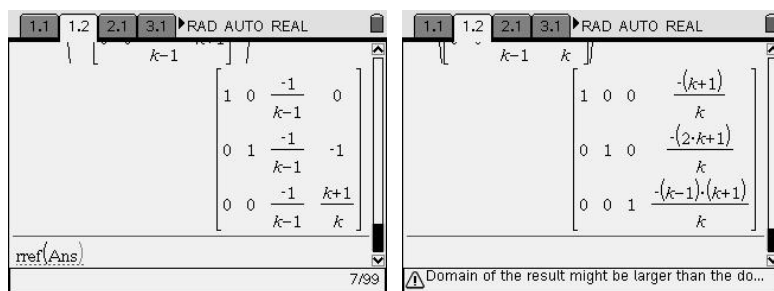 1.1 1.2 2.1 3.1 RAD AUTO REAL
k-1
1 0 -1/(k-1) 0
0 1 -1/(k-1) -1
0 0 -1/(k-1) (k+1)/k
rref(Ans)
7/99
1.1 1.2 2.1 3.1 RAD AUTO REAL
k-1 k
1 0 0 -(k+1)/k
0 1 0 -(2·k+1)/k
0 0 1 -(k-1)·(k+1)/k
Domain of the result might be larger than the do...